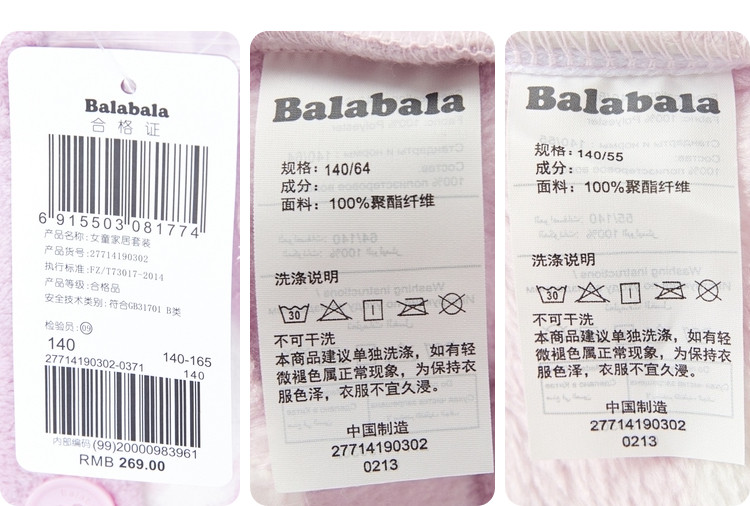 Balabala
合格证
6 915503 081774
产品名称:女童家居套装
产品货号:27714190302
执行标准:FZ/T73017-2014
产品等级:合格品
安全技术类别:符合GB31701 B类
检验员:09
140
27714190302-0371
140-165
140
内部编码 (99)20000983961
RMB 269.00
Balabala
规格: 140/64
成分:
面料: 100%聚酯纤维
洗涤说明
30
不可干洗
本商品建议单独洗涤，如有轻
微褪色属正常现象，为保持衣
服色泽，衣服不宜久浸。
中国制造
27714190302
0213
Balabala
规格: 140/55
成分:
面料: 100%聚酯纤维
洗涤说明
30
不可干洗
本商品建议单独洗涤，如有轻
微褪色属正常现象，为保持衣
服色泽，衣服不宜久浸。
中国制造
27714190302
0213